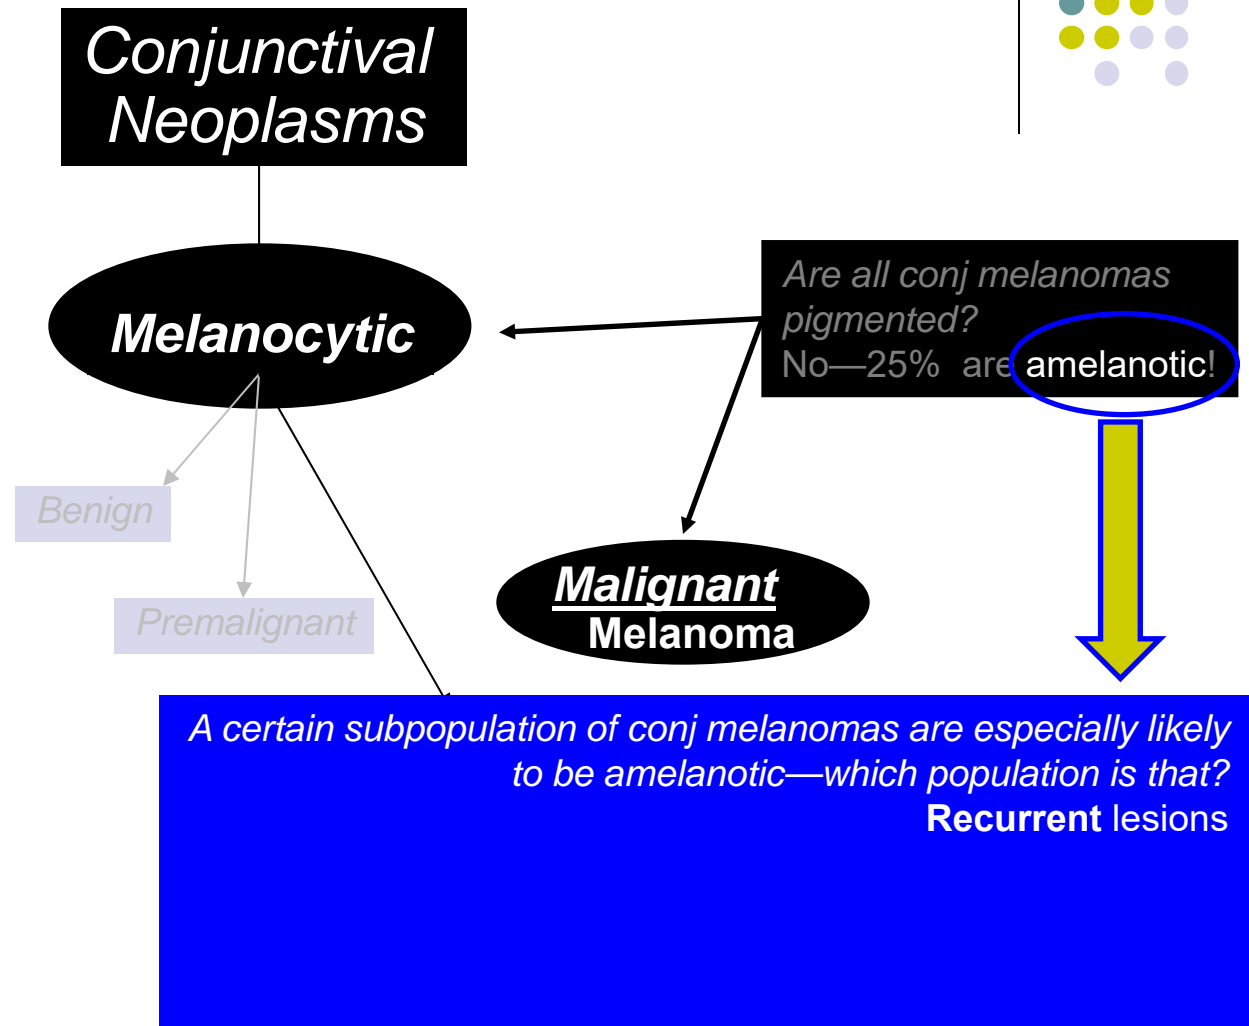 Conjunctival
Neoplasms
Melanocytic
Are all conj melanomas
pigmented?
No—25% are amelanotic!
Benign
Premalignant
Malignant
Melanoma
A certain subpopulation of conj melanomas are especially likely
to be amelanotic—which population is that?
Recurrent lesions